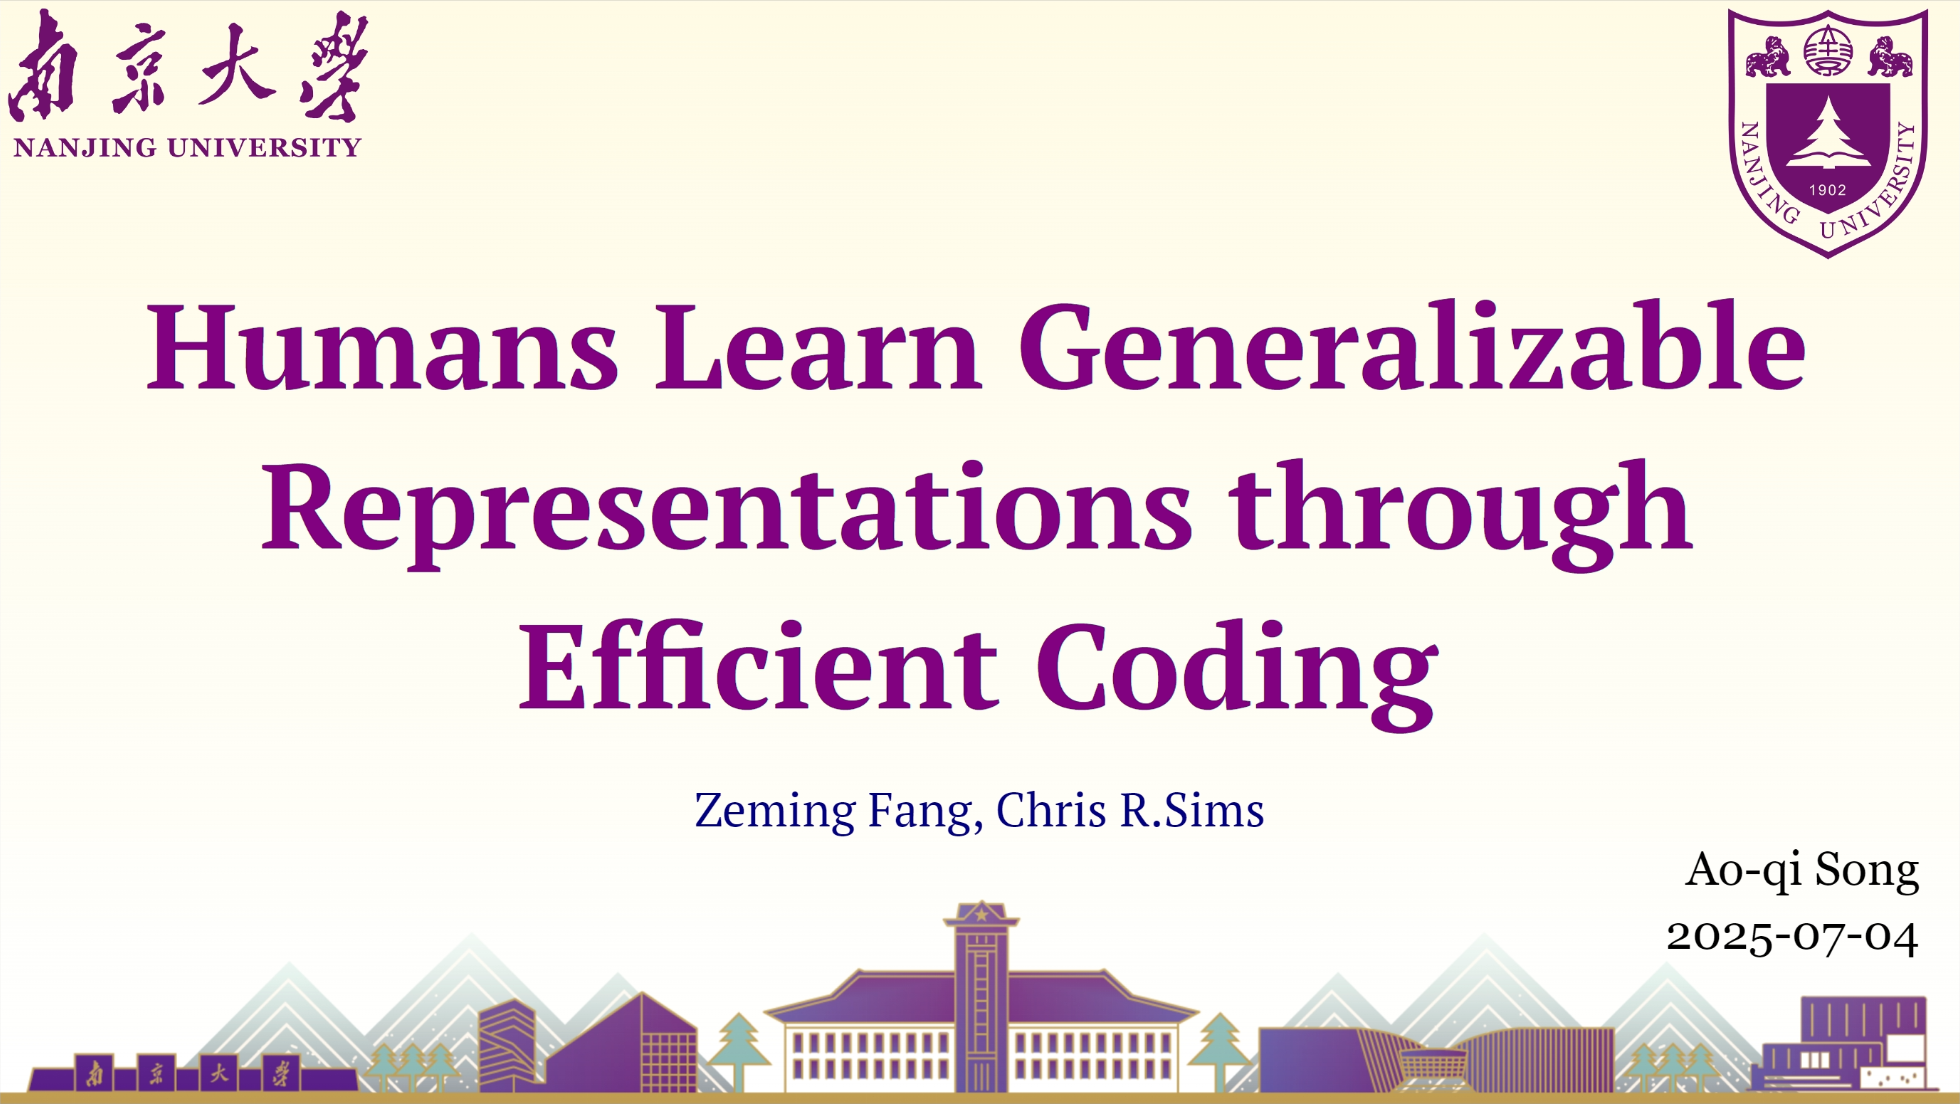 南京大學
NANJING UNIVERSITY
NANJING UNIVERSITY
1902
Humans Learn Generalizable
Representations through
Efficient Coding
Zeming Fang, Chris R.Sims
Ao-qi Song
2025-07-04
南京大學